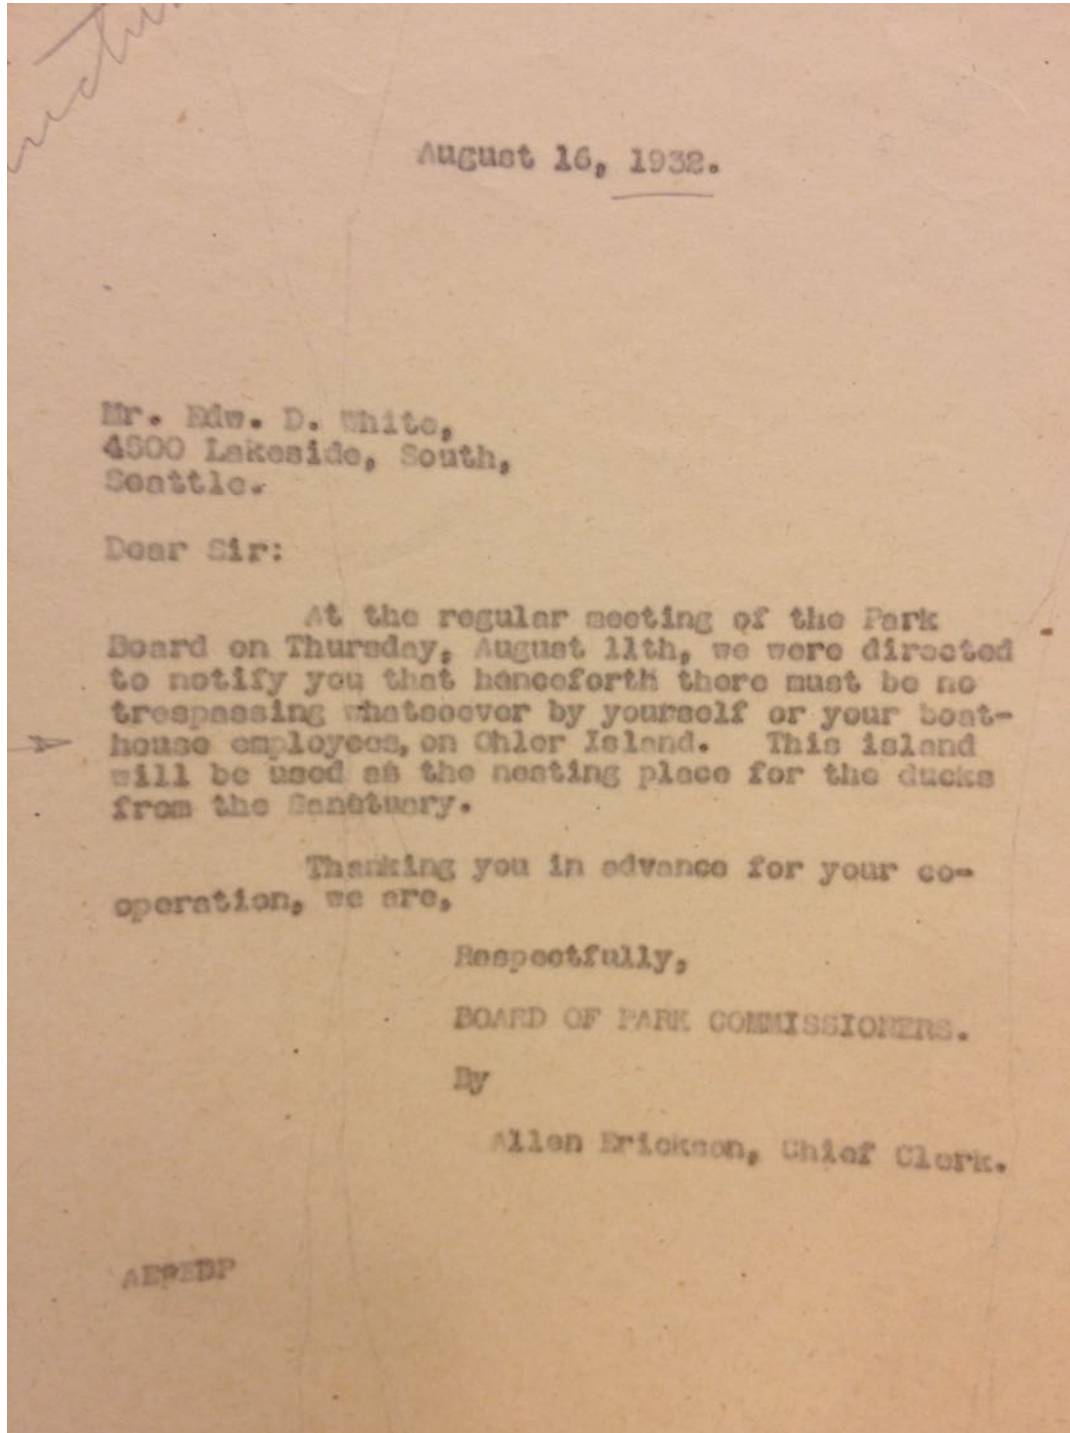 August 16, 1932.
Mr. Edw. D. White,
4500 Lakeside, South,
Seattle.
Dear Sir:
At the regular meeting of the Park
Board on Thursday, August 11th, we were directed
to notify you that henceforth there must be no
trespassing whatsoever by yourself or your boat-
house employees, on Ohler Island. This island
will be used as the nesting place for the ducks
from the Sanctuary.
Thanking you in advance for your co-
operation, we are,
Respectfully,
BOARD OF PARK COMMISSIONERS.
By
Allen Erickson, Chief Clerk.